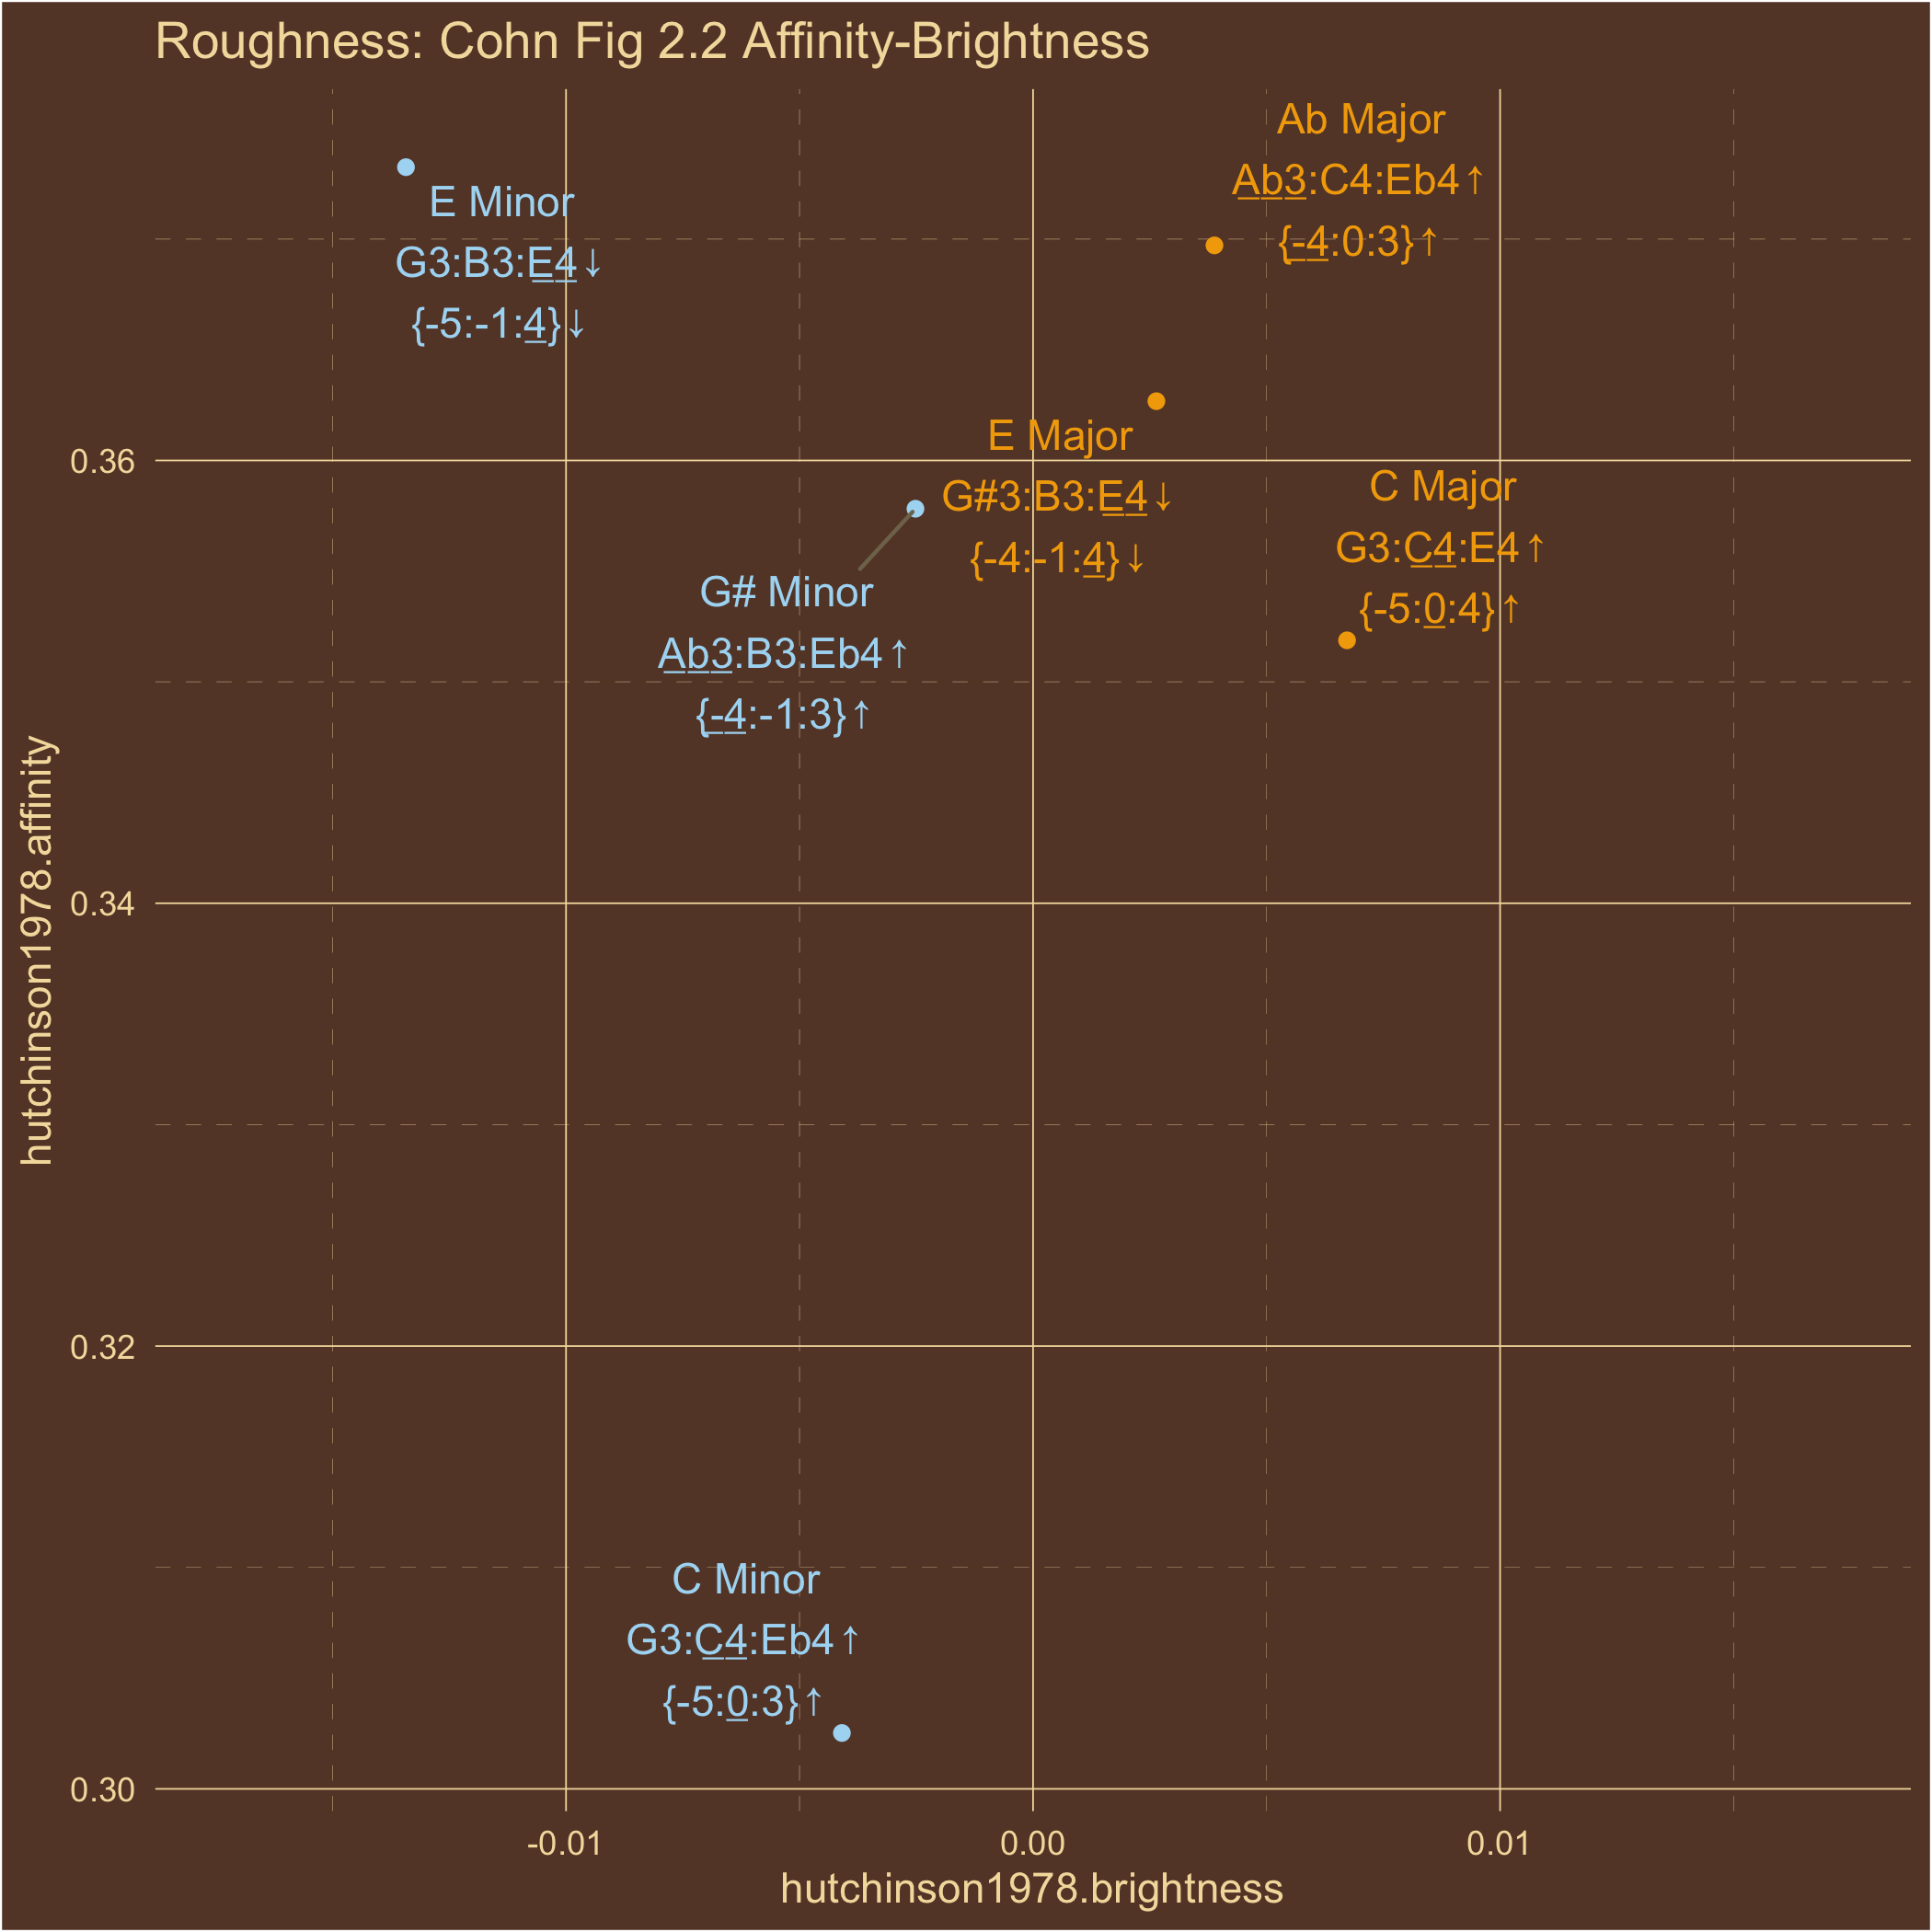 Roughness: Cohn Fig 2.2 Affinity-Brightness
Ab Major
Ab3:C4:Eb4↑
{-4:0:3}↑
E Minor
G3:B3:E4↓
{-5:-1:4}↓
E Major
G#3:B3:E4↓
{-4:-1:4}↓
C Major
G3:C4:E4↑
{-5:0:4}↑
G# Minor
Ab3:B3:Eb4↑
{-4:-1:3}↑
C Minor
G3:C4:Eb4↑
{-5:0:3}↑
0.36
0.34
0.32
0.30
hutchinson1978.affinity
-0.01
0.00
0.01
hutchinson1978.brightness